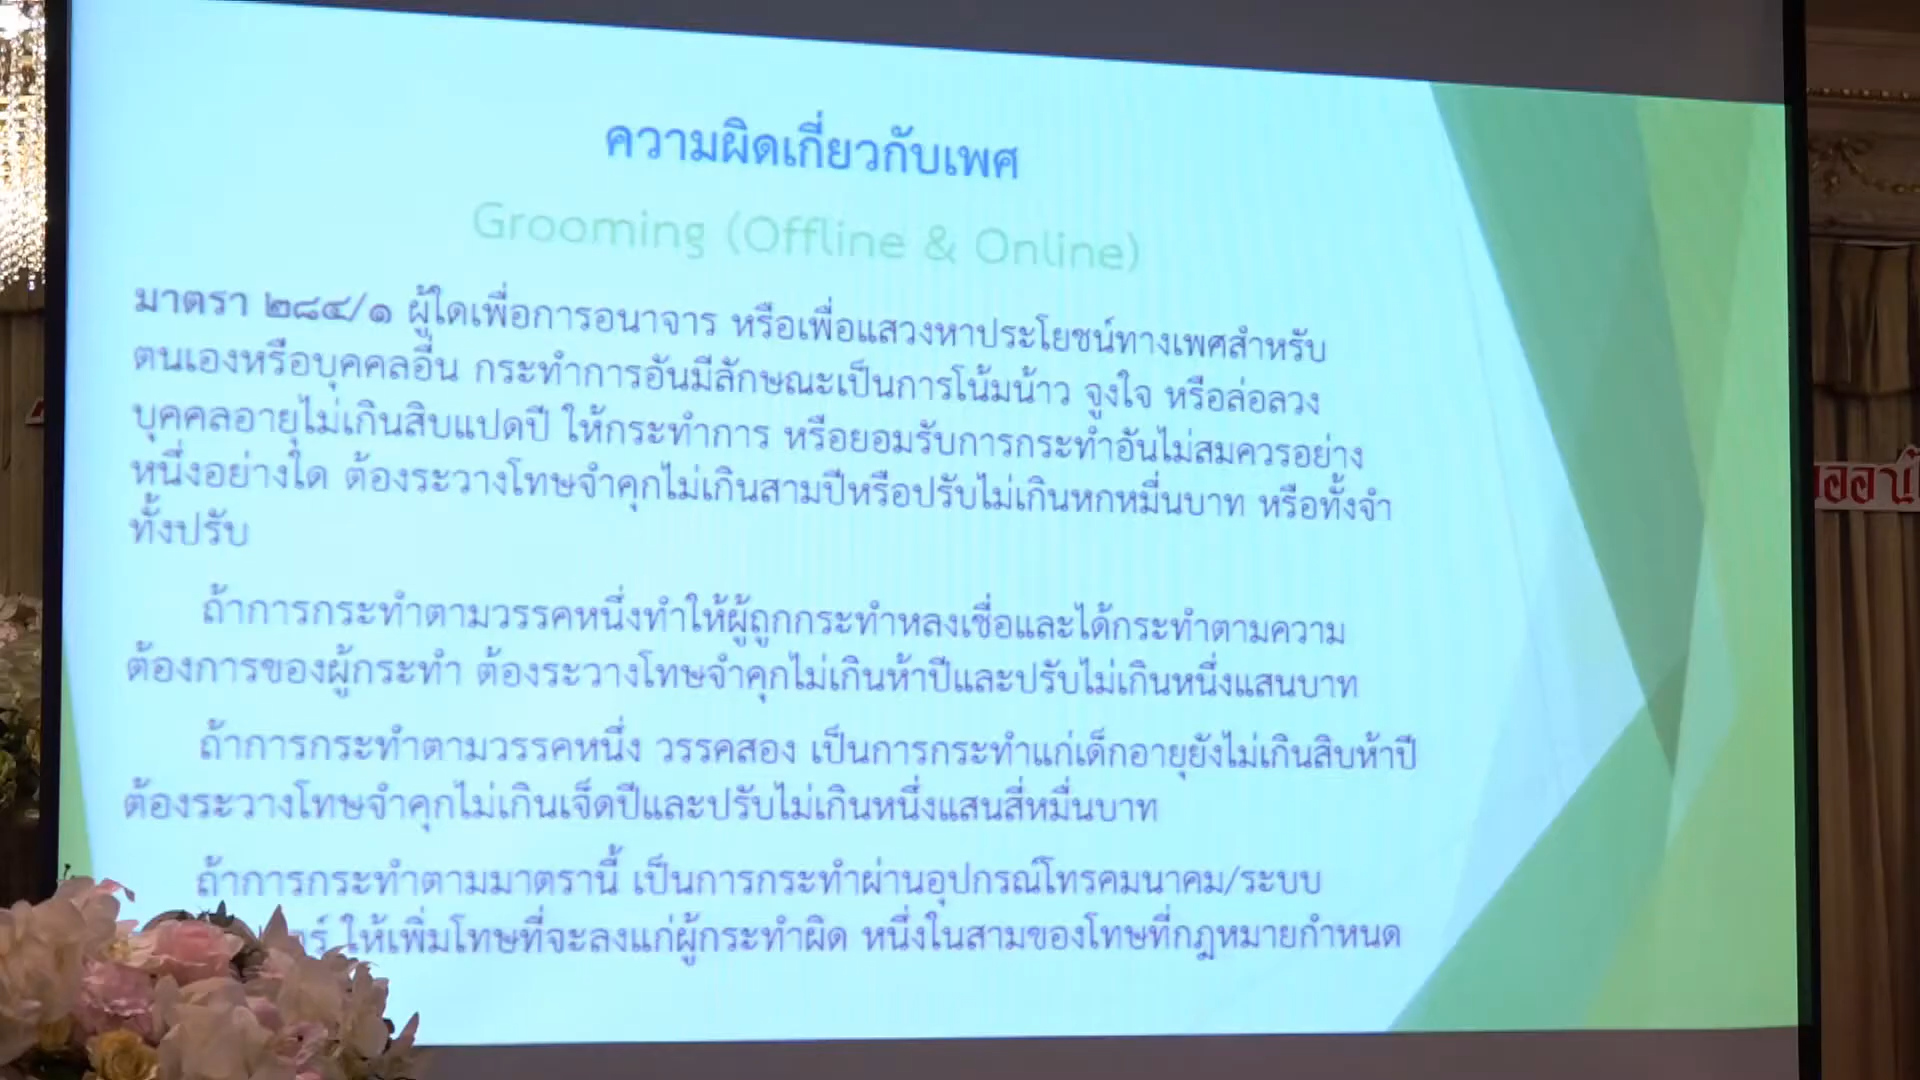 ความผิดเกี่ยวกับเพศ
Grooming (Offline & Online)
มาตรา ๒๘๔/๑ ผู้ใดเพื่อการอนาจาร หรือเพื่อแสวงหาประโยชน์ทางเพศสำหรับ
ตนเองหรือบุคคลอื่น กระทำการอันมีลักษณะเป็นการโน้มน้าว จูงใจ หรือล่อลวง
บุคคลอายุไม่เกินสิบแปดปี ให้กระทำการ หรือยอมรับการกระทำอันไม่สมควรอย่าง
หนึ่งอย่างใด ต้องระวางโทษจำคุกไม่เกินสามปีหรือปรับไม่เกินหกหมื่นบาท หรือทั้งจำ
ทั้งปรับ
ถ้าการกระทำตามวรรคหนึ่งทำให้ผู้ถูกกระทำหลงเชื่อและได้กระทำตามความ
ต้องการของผู้กระทำ ต้องระวางโทษจำคุกไม่เกินห้าปีและปรับไม่เกินหนึ่งแสนบาท
ถ้าการกระทำตามวรรคหนึ่ง วรรคสอง เป็นการกระทำแก่เด็กอายุยังไม่เกินสิบห้าปี
ต้องระวางโทษจำคุกไม่เกินเจ็ดปีและปรับไม่เกินหนึ่งแสนสี่หมื่นบาท
ถ้าการกระทำตามมาตรานี้ เป็นการกระทำผ่านอุปกรณ์โทรคมนาคม/ระบบ
ให้เพิ่มโทษที่จะลงแก่ผู้กระทำผิด หนึ่งในสามของโทษที่กฎหมายกำหนด